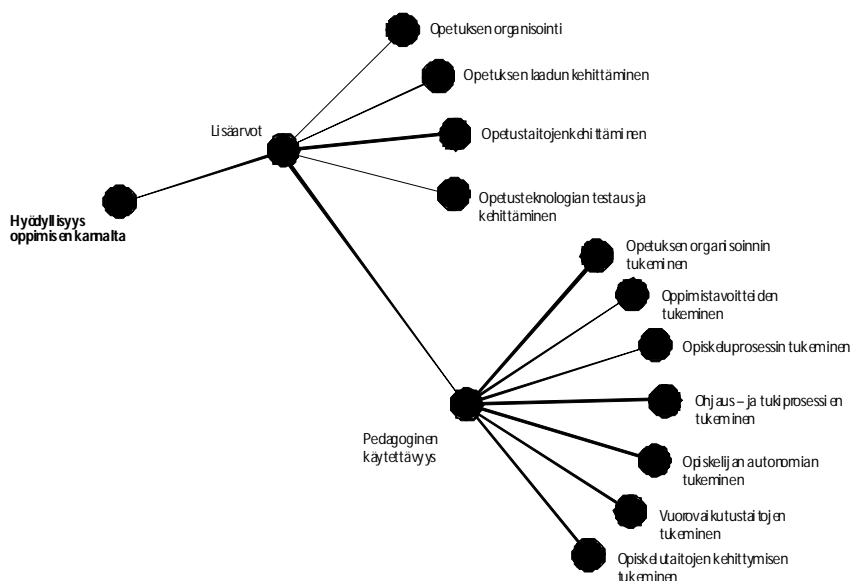 Opetuksen organisointi
Opetuksen laadun kehittäminen
Lisäarvot
Opetustaitojen kehittäminen
Opetusteknologian testaus ja
kehittäminen
Hyödyllisyys
oppimisen kannalta
Opetuksen organisoinnin
tukeminen
Oppimistavoitteiden
tukeminen
Opiskeluprosessin tukeminen
Ohjaus – ja tukiprosessien
tukeminen
Pedagoginen
käytettävyys
Opiskelijan autonomian
tukeminen
Vuorovaikutustaitojen
tukeminen
Opiskelutaitojen kehittymisen
tukeminen